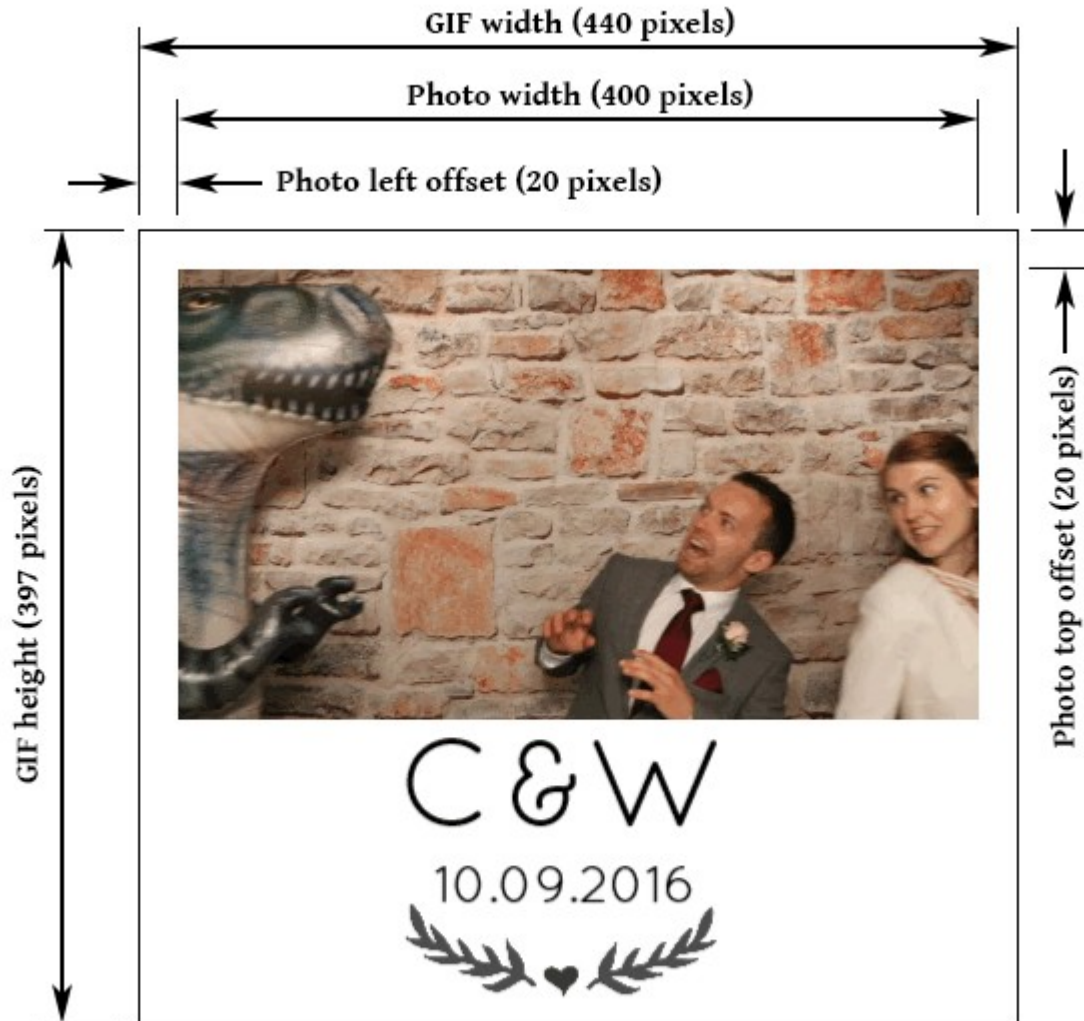 GIF width (440 pixels)
Photo width (400 pixels)
Photo left offset (20 pixels)
GIF height (397 pixels)
Photo top offset (20 pixels)
C & W
10.09.2016